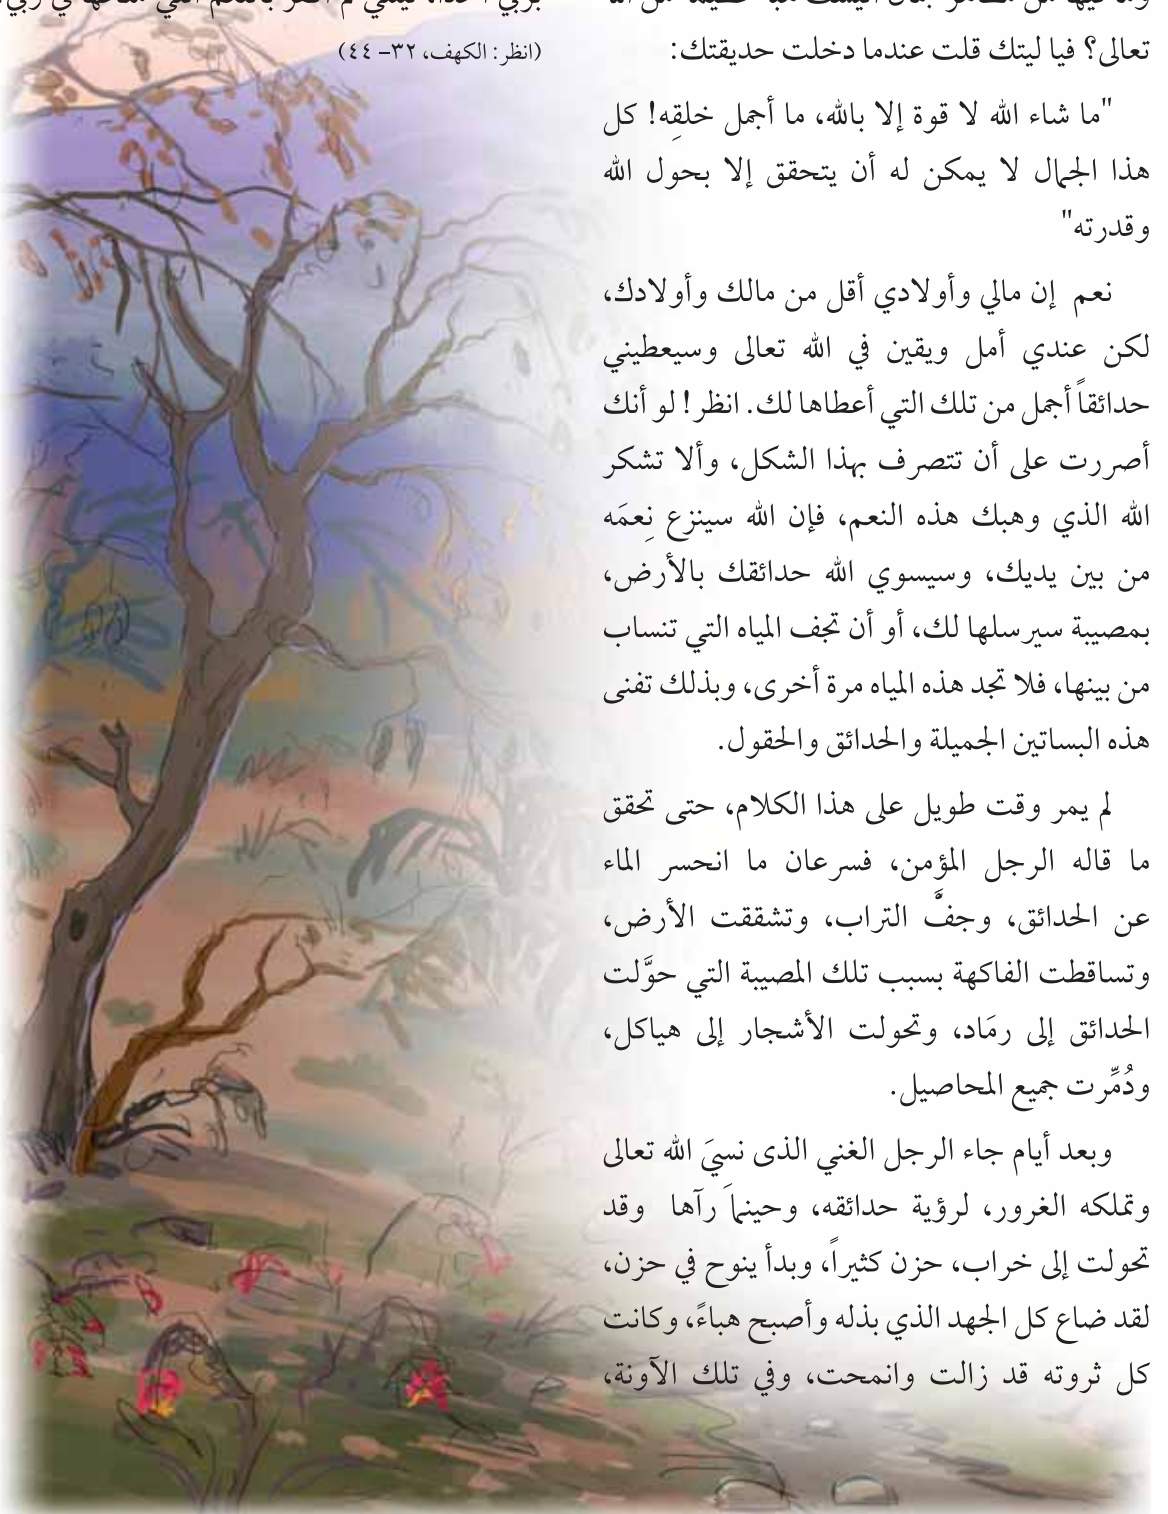 تعالى؟ فيا ليتك قلت عندما دخلت حديقتك:
"ما شاء الله لا قوة إلا بالله، ما أجمل خلقِه! كل
هذا الجمال لا يمكن له أن يتحقق إلا بحول الله
وقدرته"
نعم إن مالي وأولادي أقل من مالك وأولادك،
لكن عندي أمل ويقين في الله تعالى وسيعطيني
حدائقاً أجمل من تلك التي أعطاها لك. انظر! لو أنك
أصررت على أن تتصرف بهذا الشكل، وألا تشكر
الله الذي وهبك هذه النعم، فإن الله سينزع نِعمَه
من بين يديك، وسيسوي الله حدائقك بالأرض،
بمصيبة سيرسلها لك، أو أن تجف المياه التي تنساب
من بينها، فلا تجد هذه المياه مرة أخرى، وبذلك تفنى
هذه البساتين الجميلة والحدائق والحقول.
لم يمر وقت طويل على هذا الكلام، حتى تحقق
ما قاله الرجل المؤمن، فسرعان ما انحسر الماء
عن الحدائق، وجفَّ التراب، وتشققت الأرض،
وتساقطت الفاكهة بسبب تلك المصيبة التي حوَّلت
الحدائق إلى رمَاد، وتحولت الأشجار إلى هياكل،
ودُمِّرت جميع المحاصيل.
وبعد أيام جاء الرجل الغني الذى نسيَ الله تعالى
وتملكه الغرور، لرؤية حدائقه، وحينماَ رآها وقد
تحولت إلى خراب، حزن كثيراً، وبدأ ينوح في حزن،
لقد ضاع كل الجهد الذي بذله وأصبح هباءً، وكانت
كل ثروته قد زالت وانمحت، وفي تلك الآونة،
(انظر: الكهف، ٣٢- ٤٤)